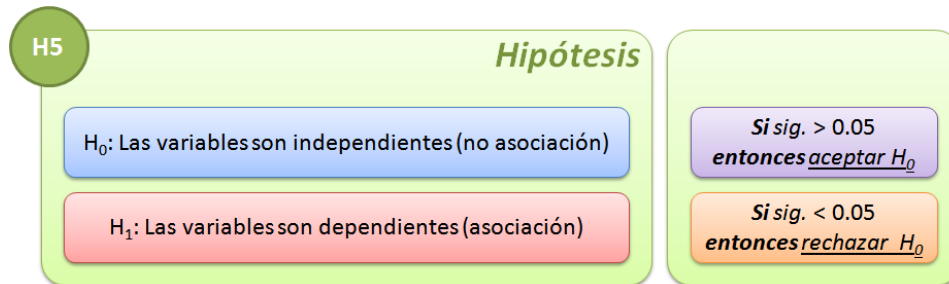 H5
Hipótesis
H₀: Las variables son independientes (no asociación)
Si sig. > 0.05
entonces aceptar H₀
H₁: Las variables son dependientes (asociación)
Si sig. < 0.05
entonces rechazar H₀